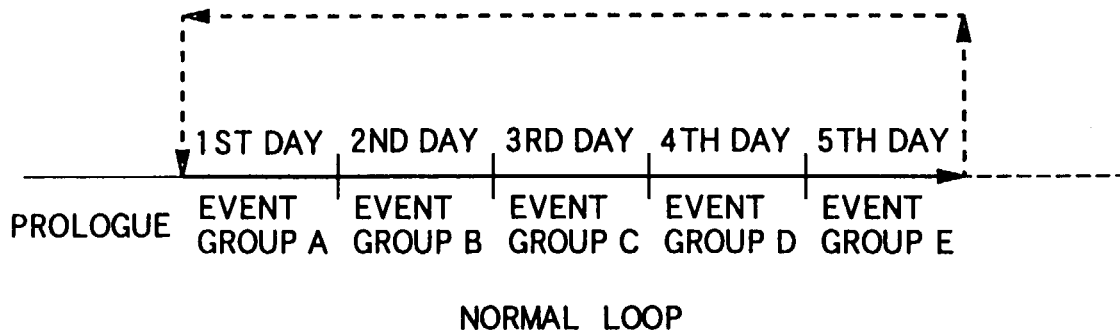 1ST DAY 2ND DAY 3RD DAY 4TH DAY 5TH DAY
PROLOGUE EVENT GROUP A EVENT GROUP B EVENT GROUP C EVENT GROUP D EVENT GROUP E
NORMAL LOOP